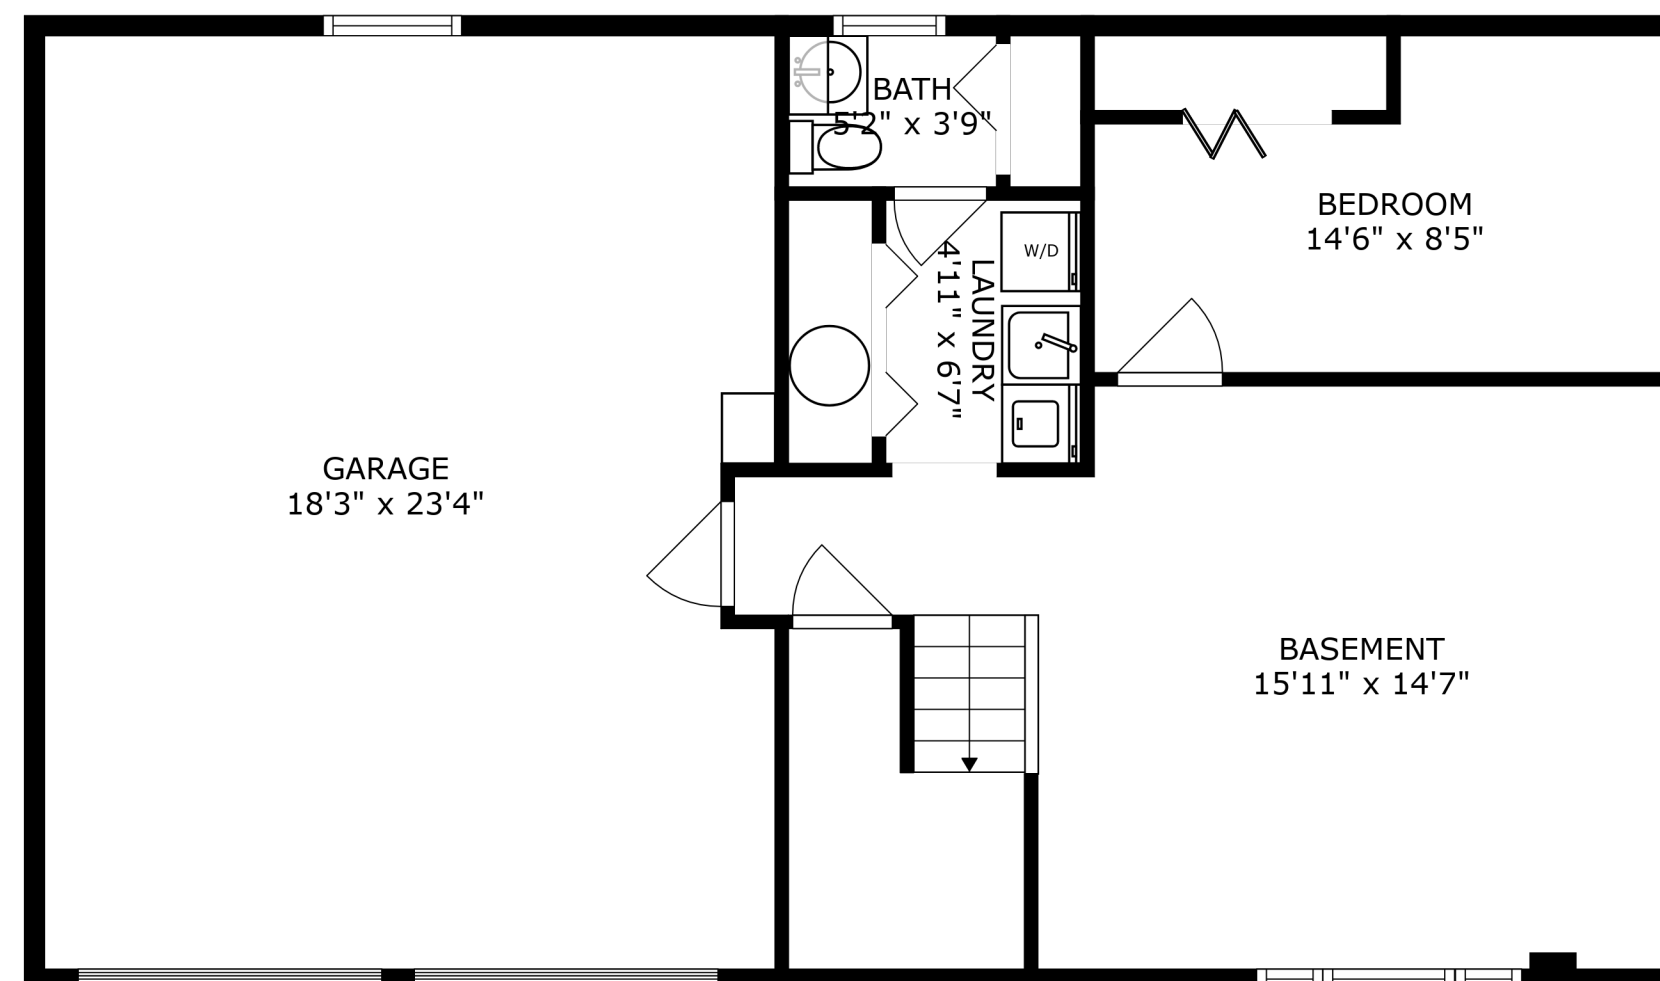 BATH
5'2" x 3'9"
BEDROOM
14'6" x 8'5"
W/D
LAUNDRY
4'11" x 6'7"
GARAGE
18'3" x 23'4"
BASEMENT
15'11" x 14'7"